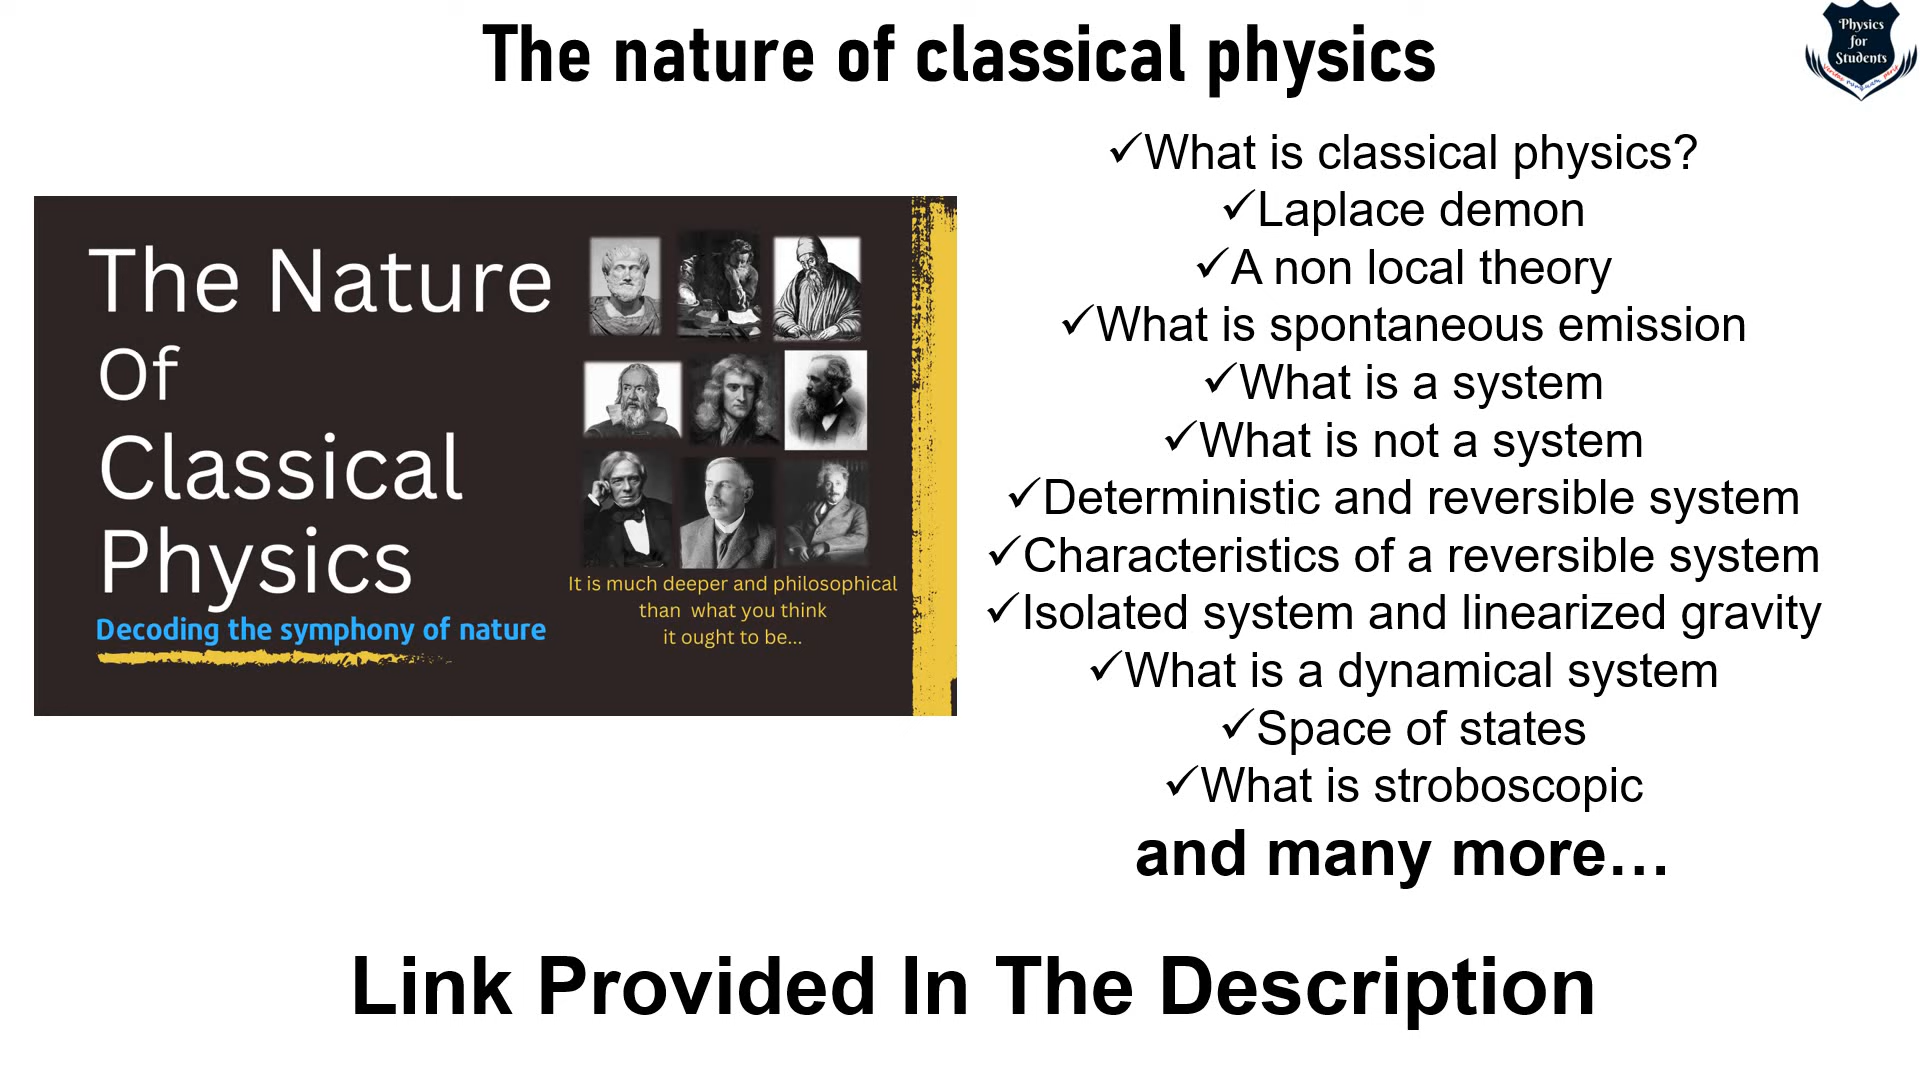 The nature of classical physics
Physics
for
Students
The Nature
Of
Classical
Physics
Decoding the symphony of nature
It is much deeper and philosophical
than what you think
it ought to be...
✓What is classical physics?
✓Laplace demon
✓A non local theory
✓What is spontaneous emission
✓What is a system
✓What is not a system
✓Deterministic and reversible system
✓Characteristics of a reversible system
✓Isolated system and linearized gravity
✓What is a dynamical system
✓Space of states
✓What is stroboscopic
and many more…
Link Provided In The Description